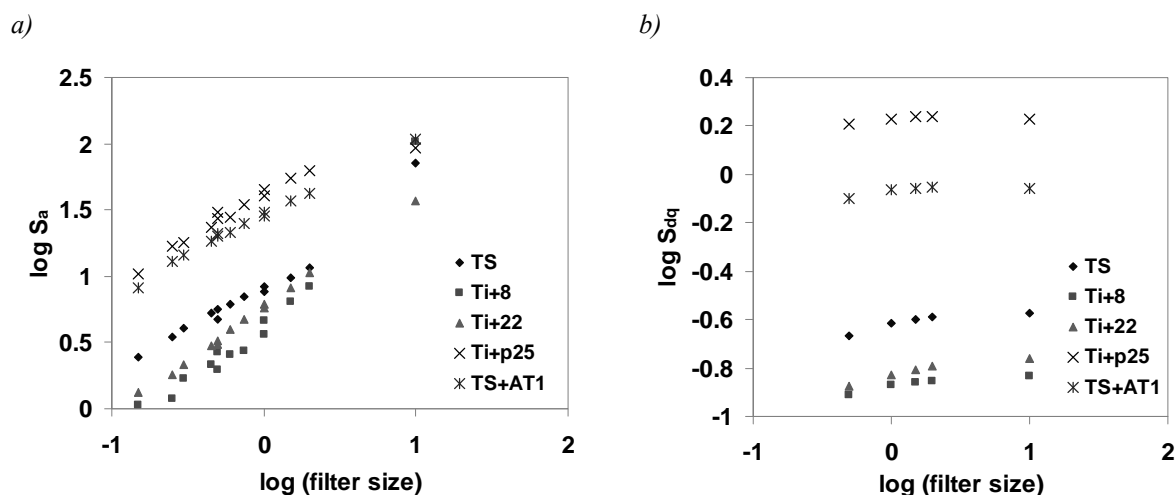 a)
b)
2.5
2
1.5
1
0.5
0
-1
0
1
2
log Sa
log (filter size)
TS
Ti+8
Ti+22
Ti+p25
TS+AT1
0.4
0.2
0
-0.2
-0.4
-0.6
-0.8
-1
-1
0
1
2
log Sdq
log (filter size)
TS
Ti+8
Ti+22
Ti+p25
TS+AT1